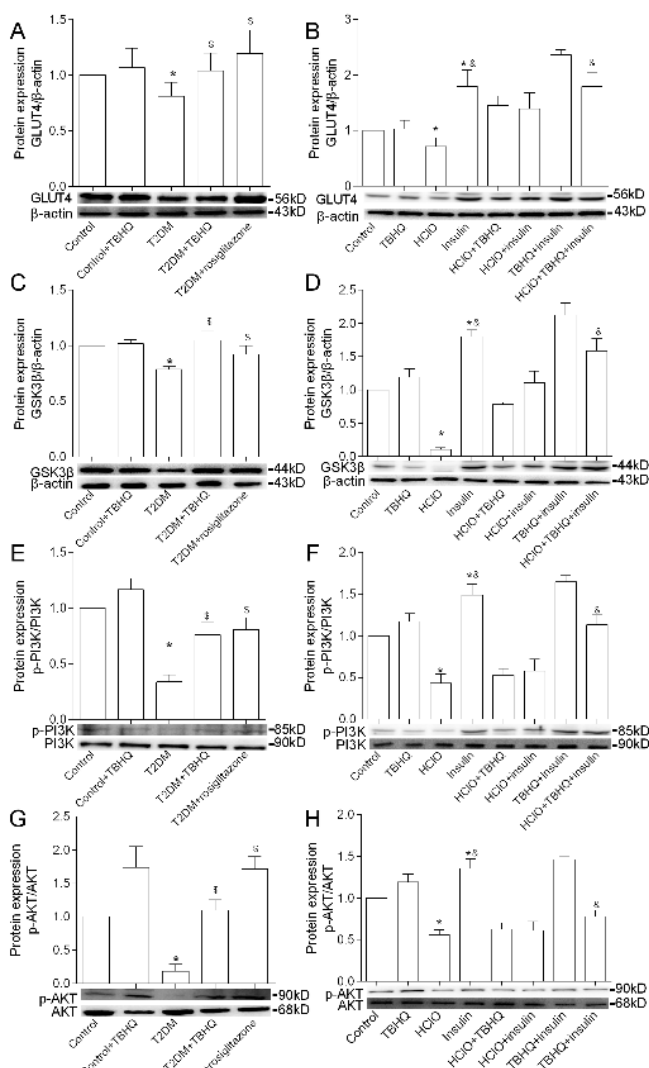 A
Protein expression
GLUT4/β-actin
1.5
1.0
0.5
0.0
*
$
$
GLUT4
-56kD
β-actin
-43kD
Control
Control+TBHQ
T2DM
T2DM+TBHQ
T2DM+rosiglitazone
B
Protein expression
GLUT4/β-actin
3
2
1
0
*
*&
&
GLUT4
-56kD
β-actin
-43kD
Control
TBHQ
HClO
Insulin
HClO+TBHQ
HClO+insulin
TBHQ+insulin
HClO+TBHQ+insulin
C
Protein expression
GSK3β/β-actin
1.5
1.0
0.5
0.0
*
$
GSK3β
-44kD
β-actin
-43kD
Control
Control+TBHQ
T2DM
T2DM+TBHQ
T2DM+rosiglitazone
D
Protein expression
GSK3β/β-actin
2.5
2.0
1.5
1.0
0.5
0.0
*
*&
&
GSK3β
-44kD
β-actin
-43kD
Control
TBHQ
HClO
Insulin
HClO+TBHQ
HClO+insulin
TBHQ+insulin
HClO+TBHQ+insulin
E
Protein expression
p-PI3K/PI3K
1.5
1.0
0.5
0.0
*
$
p-PI3K
-85kD
PI3K
-90kD
Control
Control+TBHQ
T2DM
T2DM+TBHQ
T2DM+rosiglitazone
F
Protein expression
p-PI3K/PI3K
2.0
1.5
1.0
0.5
0.0
*
*&
&
p-PI3K
-85kD
PI3K
-90kD
Control
TBHQ
HClO
Insulin
HClO+TBHQ
HClO+insulin
TBHQ+insulin
HClO+TBHQ+insulin
G
Protein expression
p-AKT/AKT
2.5
2.0
1.5
1.0
0.5
0.0
*
$
p-AKT
-90kD
AKT
-68kD
Control
Control+TBHQ
T2DM
T2DM+TBHQ
T2DM+rosiglitazone
H
Protein expression
p-AKT/AKT
2.0
1.5
1.0
0.5
0.0
*
*&
&
p-AKT
-90kD
AKT
-68kD
Control
TBHQ
HClO
Insulin
HClO+TBHQ
HClO+insulin
TBHQ+insulin
TBHQ+insulin